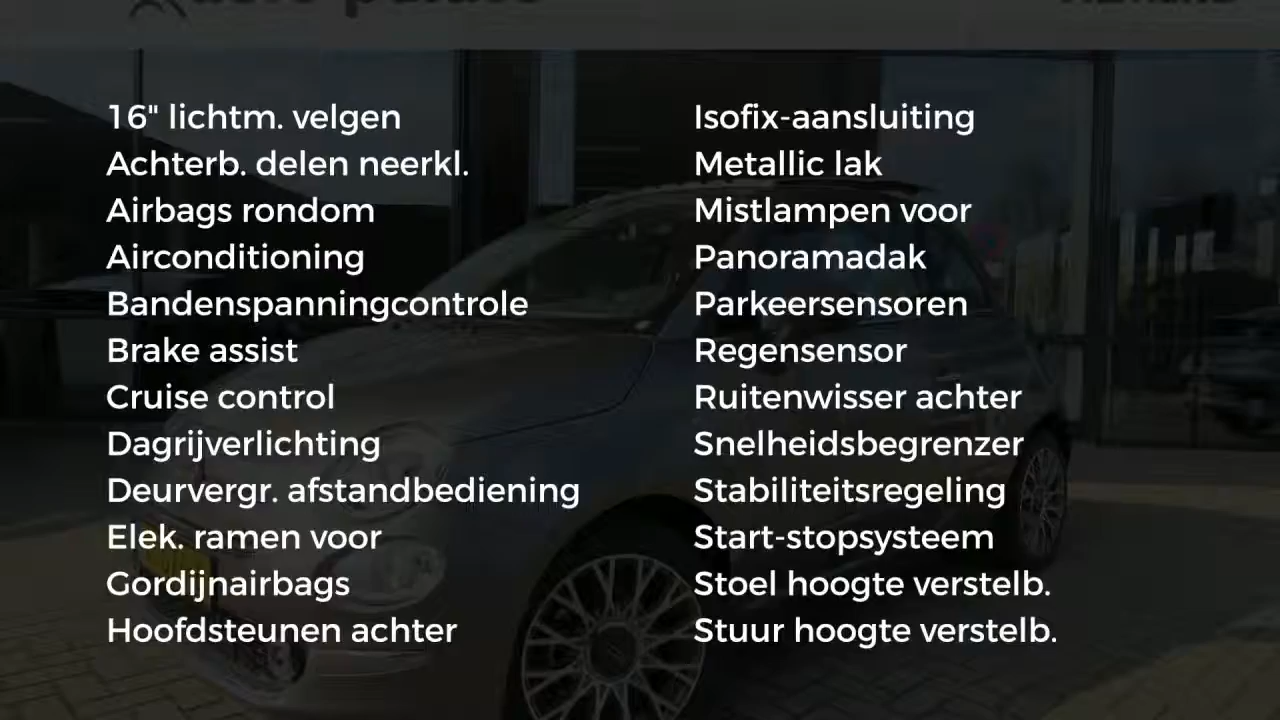 16" lichtm. velgen
Achterb. delen neerkl.
Airbags rondom
Airconditioning
Bandenspanningcontrole
Brake assist
Cruise control
Dagrijverlichting
Deurvergr. afstandbediening
Elek. ramen voor
Gordijnairbags
Hoofdsteunen achter
Isofix-aansluiting
Metallic lak
Mistlampen voor
Panoramadak
Parkeersensoren
Regensensor
Ruitenwisser achter
Snelheidsbegrenzer
Stabiliteitsregeling
Start-stopsysteem
Stoel hoogte verstelb.
Stuur hoogte verstelb.